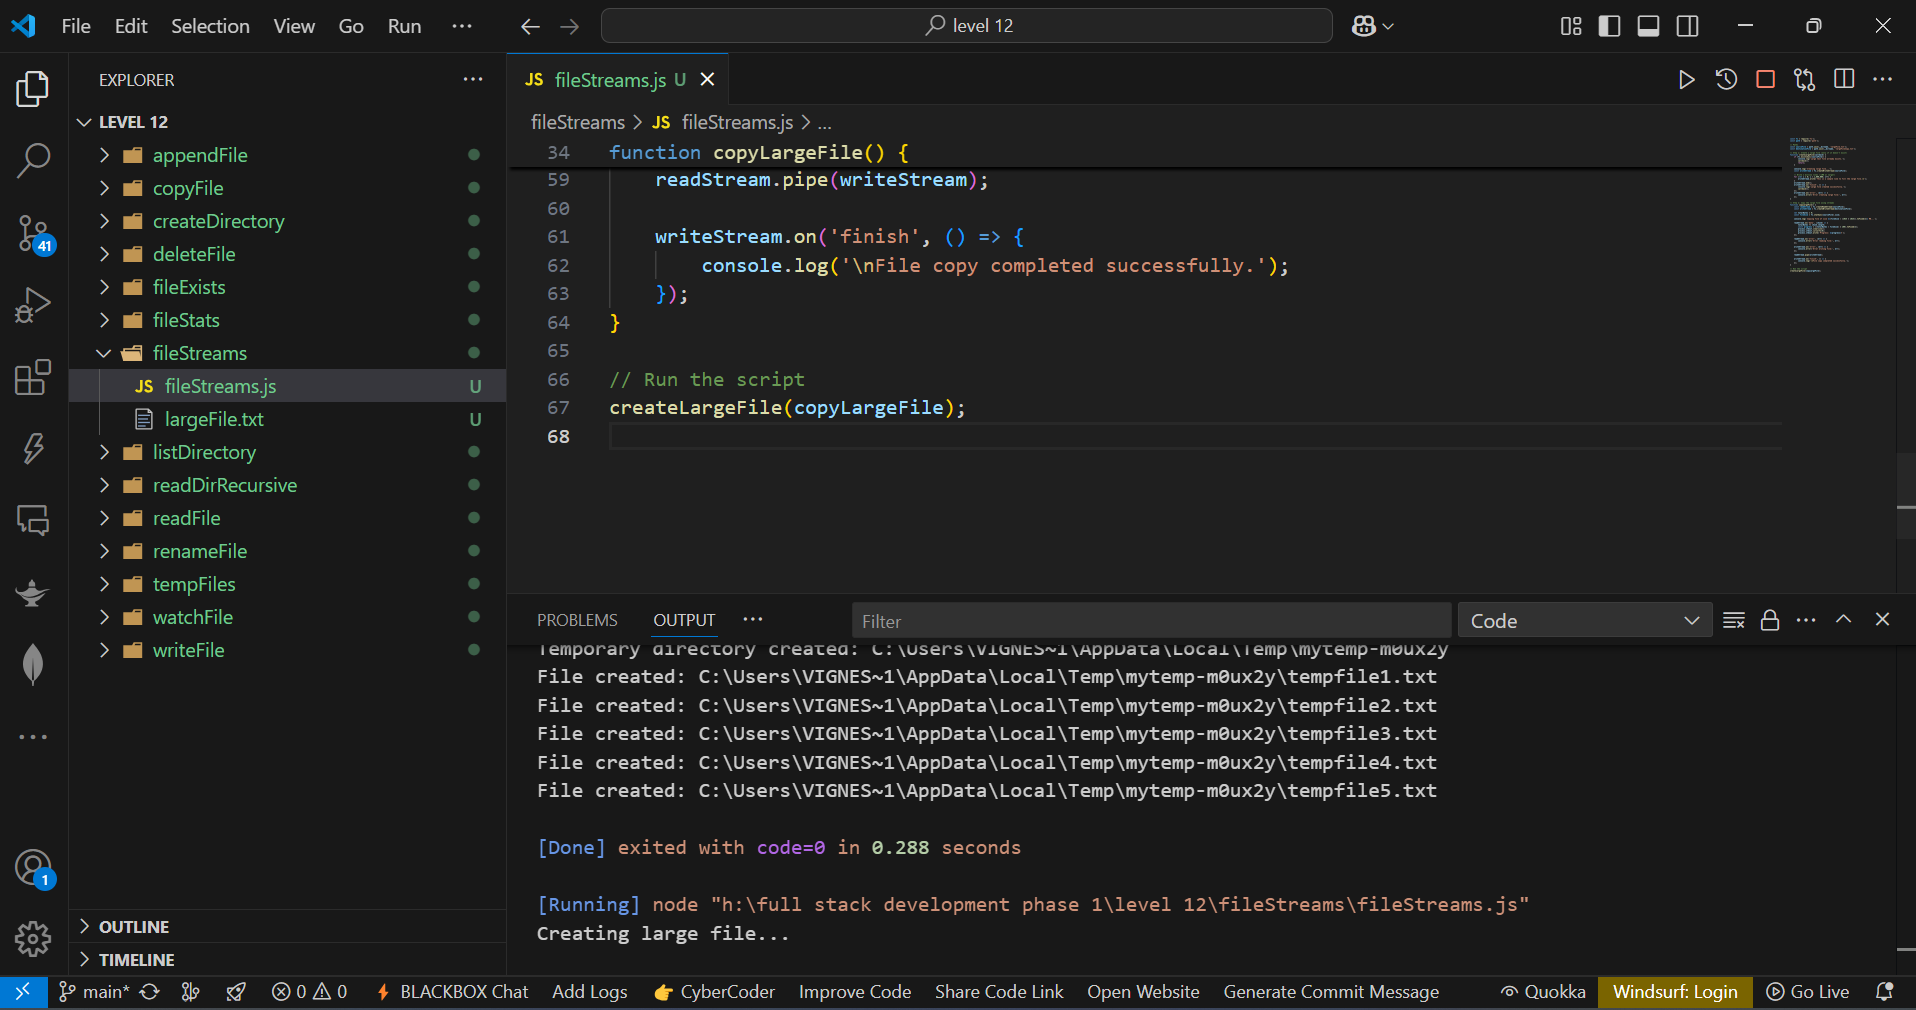 File Edit Selection View Go Run ...
level 12
EXPLORER ...
LEVEL 12
appendFile
copyFile
createDirectory
deleteFile
fileExists
fileStats
fileStreams
JS fileStreams.js U
largeFile.txt U
listDirectory
readDirRecursive
readFile
renameFile
tempFiles
watchFile
writeFile
OUTLINE
TIMELINE
41
1
JS fileStreams.js U
fileStreams > JS fileStreams.js > ...
34 function copyLargeFile() {
59 readStream.pipe(writeStream);
60
61 writeStream.on('finish', () => {
62 console.log('\nFile copy completed successfully.');
63 });
64 }
65
66 // Run the script
67 createLargeFile(copyLargeFile);
68
PROBLEMS OUTPUT ... Filter Code
Temporary directory created: C:\Users\VIGNES~1\AppData\Local\Temp\mytemp-m0ux2y
File created: C:\Users\VIGNES~1\AppData\Local\Temp\mytemp-m0ux2y\tempfile1.txt
File created: C:\Users\VIGNES~1\AppData\Local\Temp\mytemp-m0ux2y\tempfile2.txt
File created: C:\Users\VIGNES~1\AppData\Local\Temp\mytemp-m0ux2y\tempfile3.txt
File created: C:\Users\VIGNES~1\AppData\Local\Temp\mytemp-m0ux2y\tempfile4.txt
File created: C:\Users\VIGNES~1\AppData\Local\Temp\mytemp-m0ux2y\tempfile5.txt
[Done] exited with code=0 in 0.288 seconds
[Running] node "h:\full stack development phase 1\level 12\fileStreams\fileStreams.js"
Creating large file...
main* 0 0 BLACKBOX Chat Add Logs CyberCoder Improve Code Share Code Link Open Website Generate Commit Message Quokka Windsurf: Login Go Live